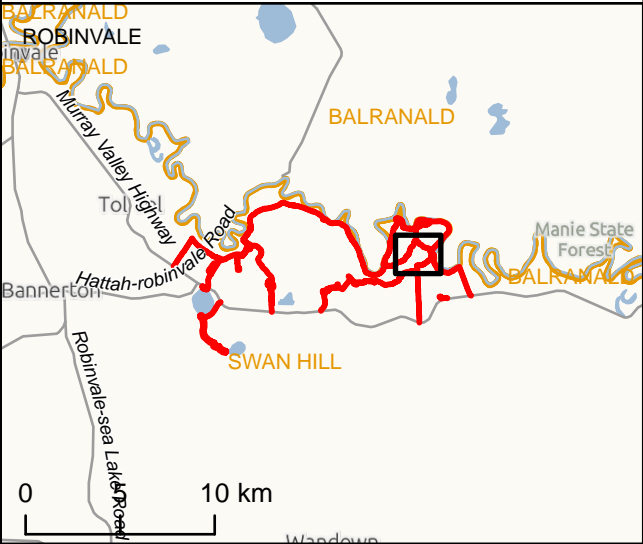 BALRANALD
ROBINVALE
BALRANALD
Murray Valley Highway
BALRANALD
Hattah-robinvale Road
Manie State
Forest
BALRANALD
Bannerton
SWAN HILL
Robinvale-sea Lake Road
0 5 10 km
Wandown